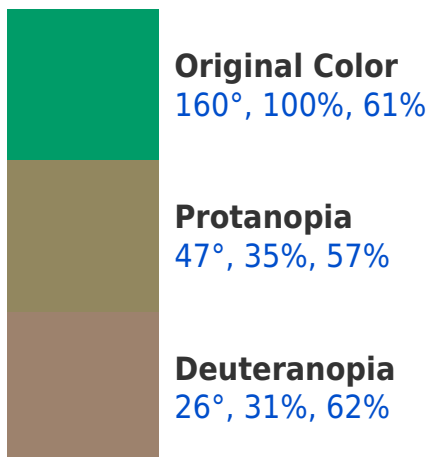 Original Color
160°, 100%, 61%
Protanopia
47°, 35%, 57%
Deuteranopia
26°, 31%, 62%